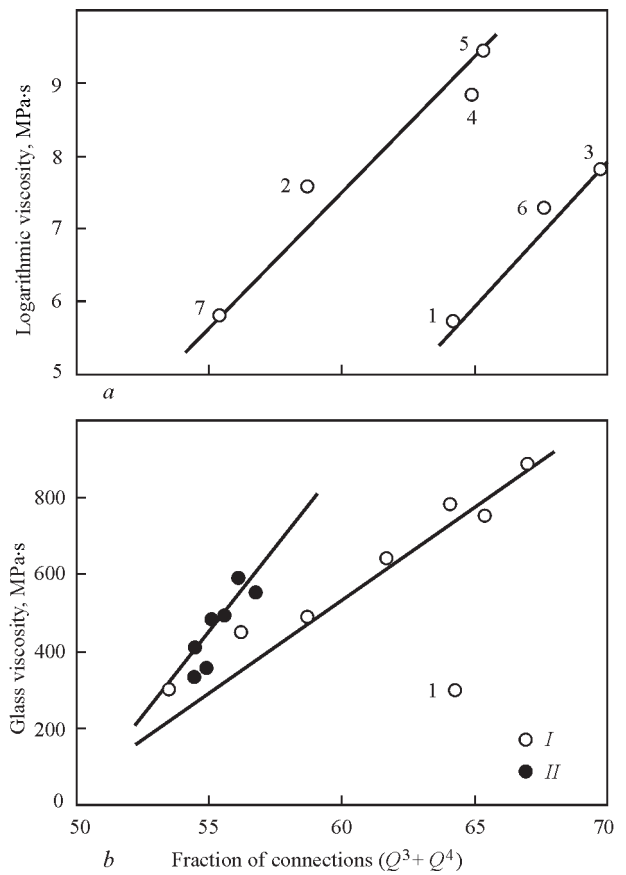 Logarithmic viscosity, MPa·s
9
8
7
6
5
5
4
3
2
6
7
1
a
Glass viscosity, MPa·s
800
600
400
200
0
1
I
II
50 55 60 65 70
b Fraction of connections (Q³ + Q⁴)